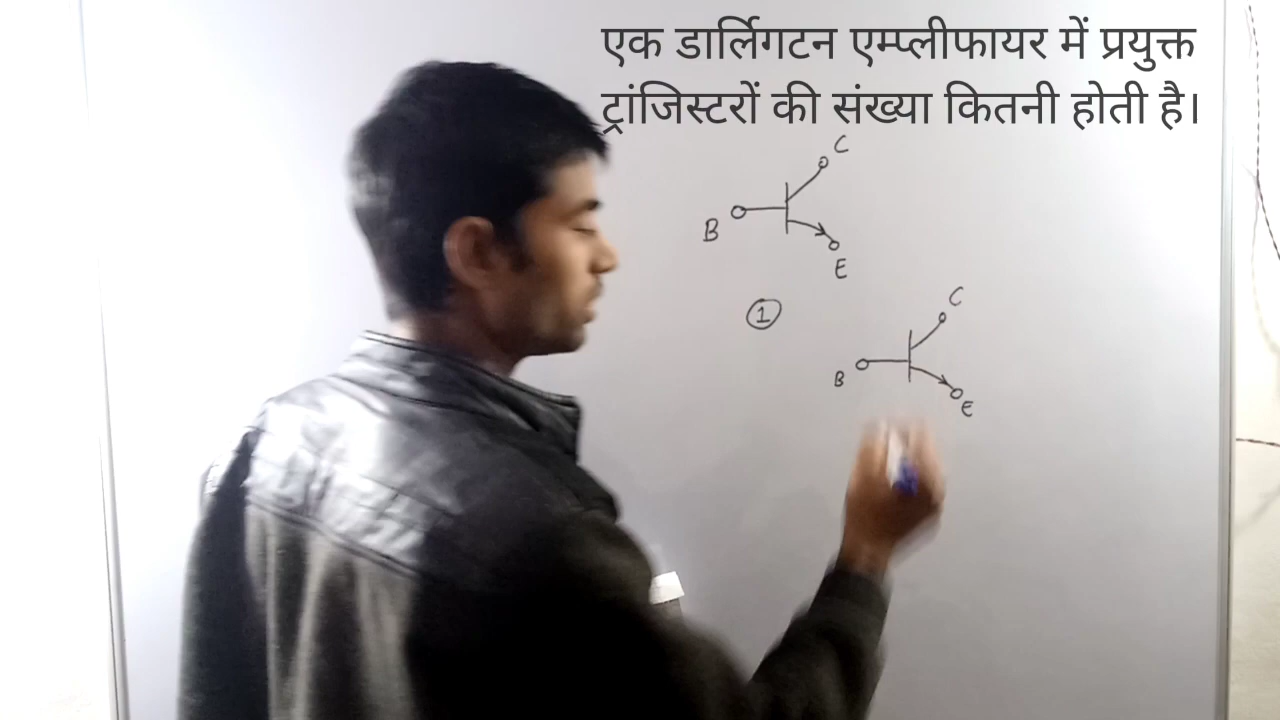 एक डार्लिगटन एम्प्लीफायर में प्रयुक्त
ट्रांजिस्टरों की संख्या कितनी होती है।
C
B
E
1
C
B
E